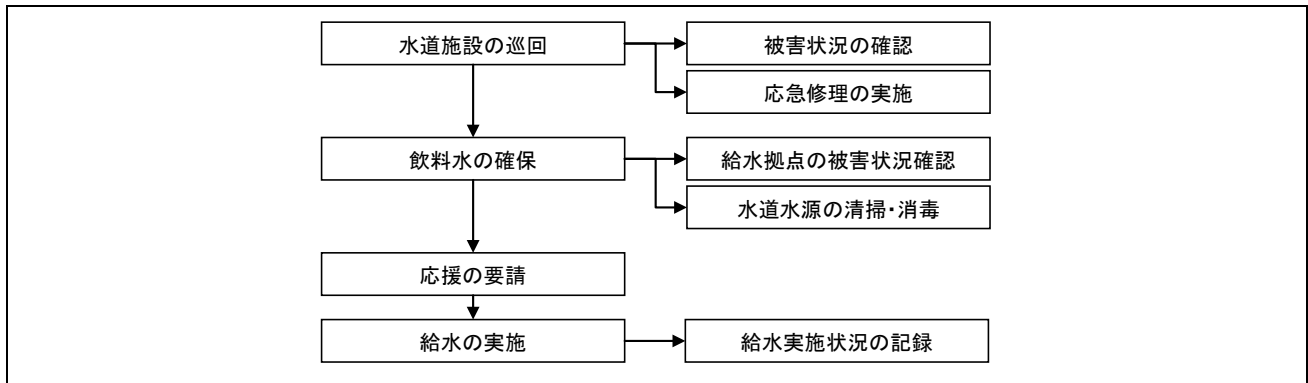 水道施設の巡回
被害状況の確認
応急修理の実施
飲料水の確保
給水拠点の被害状況確認
水道水源の清掃・消毒
応援の要請
給水の実施
給水実施状況の記録